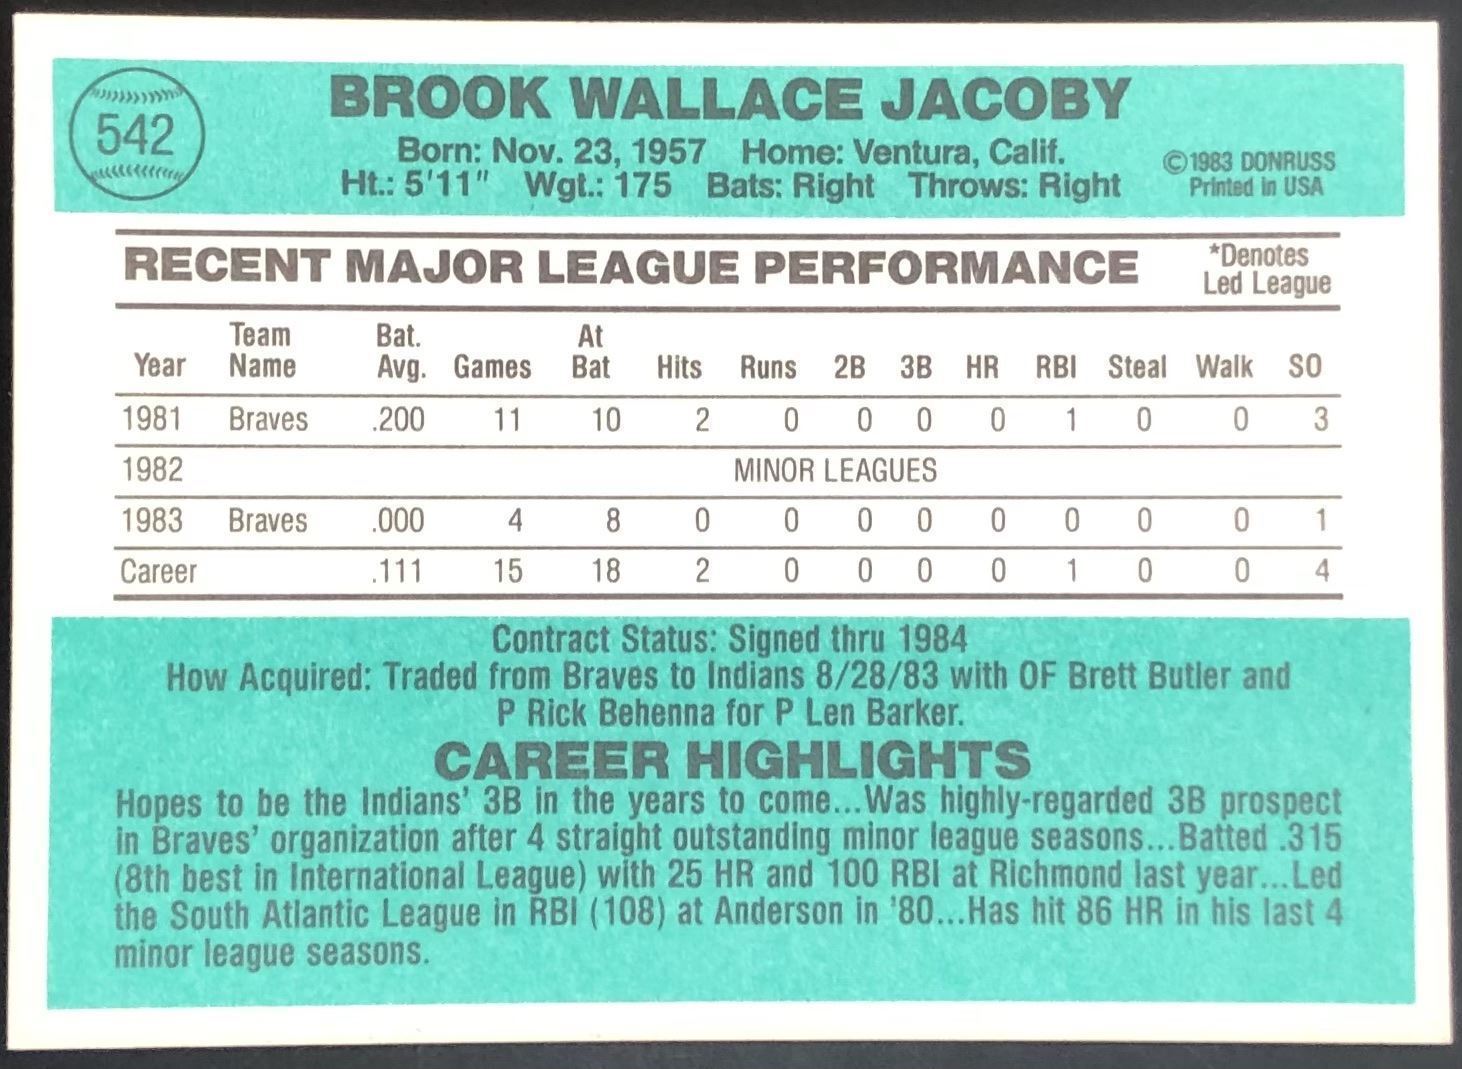 542
BROOK WALLACE JACOBY
Born: Nov. 23, 1957 Home: Ventura, Calif.
Ht.: 5'11" Wgt.: 175 Bats: Right Throws: Right
©1983 DONRUSS
Printed in USA
RECENT MAJOR LEAGUE PERFORMANCE
*Denotes
Led League
Year Team Name Bat. Avg. Games At Bat Hits Runs 2B 3B HR RBI Steal Walk SO
1981 Braves .200 11 10 2 0 0 0 0 1 0 0 3
1982 MINOR LEAGUES
1983 Braves .000 4 8 0 0 0 0 0 0 0 0 1
Career .111 15 18 2 0 0 0 0 1 0 0 4
Contract Status: Signed thru 1984
How Acquired: Traded from Braves to Indians 8/28/83 with OF Brett Butler and
P Rick Behenna for P Len Barker.
CAREER HIGHLIGHTS
Hopes to be the Indians' 3B in the years to come...Was highly-regarded 3B prospect
in Braves' organization after 4 straight outstanding minor league seasons...Batted .315
(8th best in International League) with 25 HR and 100 RBI at Richmond last year...Led
the South Atlantic League in RBI (108) at Anderson in '80...Has hit 86 HR in his last 4
minor league seasons.